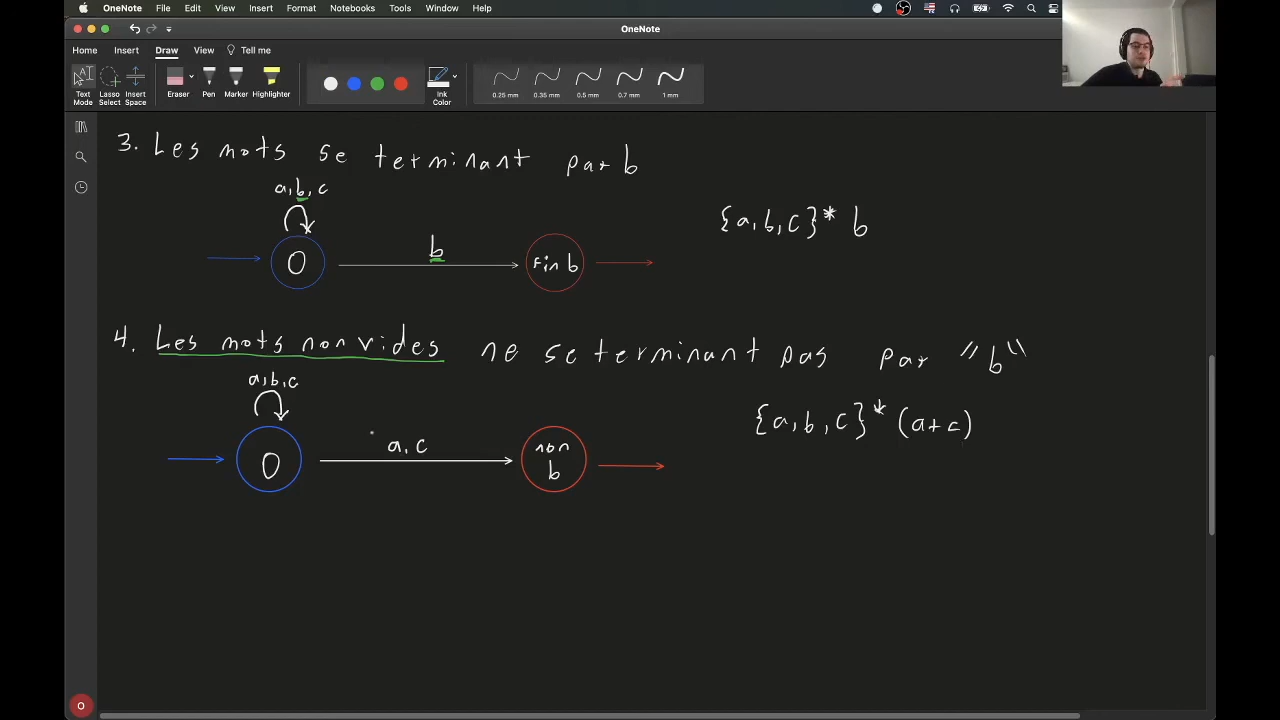 OneNote File Edit View Insert Format Notebooks Tools Window Help
OneNote
Home Insert Draw View Tell me
Text Mode
Lasso Select
Insert Space
Eraser
Pen
Marker
Highlighter
Ink Color
0.25 mm 0.35 mm 0.5 mm 0.7 mm 1 mm
3. Les mots se terminant par b
a,b,c
{a,b,c}* b
b
0
Fin b
4. Les mots non vides ne se terminant pas par "b"
a,b,c
{a,b,c}* (a+c)
a,c
0
non
b
O